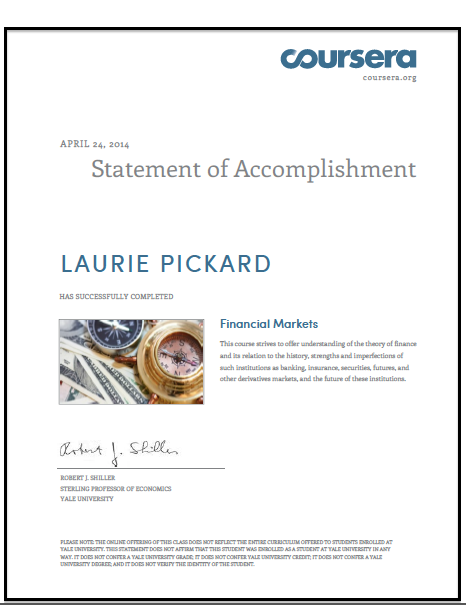 coursera
coursera.org
APRIL 24, 2014
Statement of Accomplishment
LAURIE PICKARD
HAS SUCCESSFULLY COMPLETED
Financial Markets
This course strives to offer understanding of the theory of finance
and its relation to the history, strengths and imperfections of
such institutions as banking, insurance, securities, futures, and
other derivatives markets, and the future of these institutions.
Robert J. Shiller
ROBERT J. SHILLER
STERLING PROFESSOR OF ECONOMICS
YALE UNIVERSITY
PLEASE NOTE: THE ONLINE OFFERING OF THIS CLASS DOES NOT REFLECT THE ENTIRE CURRICULUM OFFERED TO STUDENTS ENROLLED AT
YALE UNIVERSITY. THIS STATEMENT DOES NOT AFFIRM THAT THIS STUDENT WAS ENROLLED AS A STUDENT AT YALE UNIVERSITY IN ANY
WAY. IT DOES NOT CONFER A YALE UNIVERSITY GRADE; IT DOES NOT CONFER YALE UNIVERSITY CREDIT; IT DOES NOT CONFER A YALE
UNIVERSITY DEGREE; AND IT DOES NOT VERIFY THE IDENTITY OF THE STUDENT.